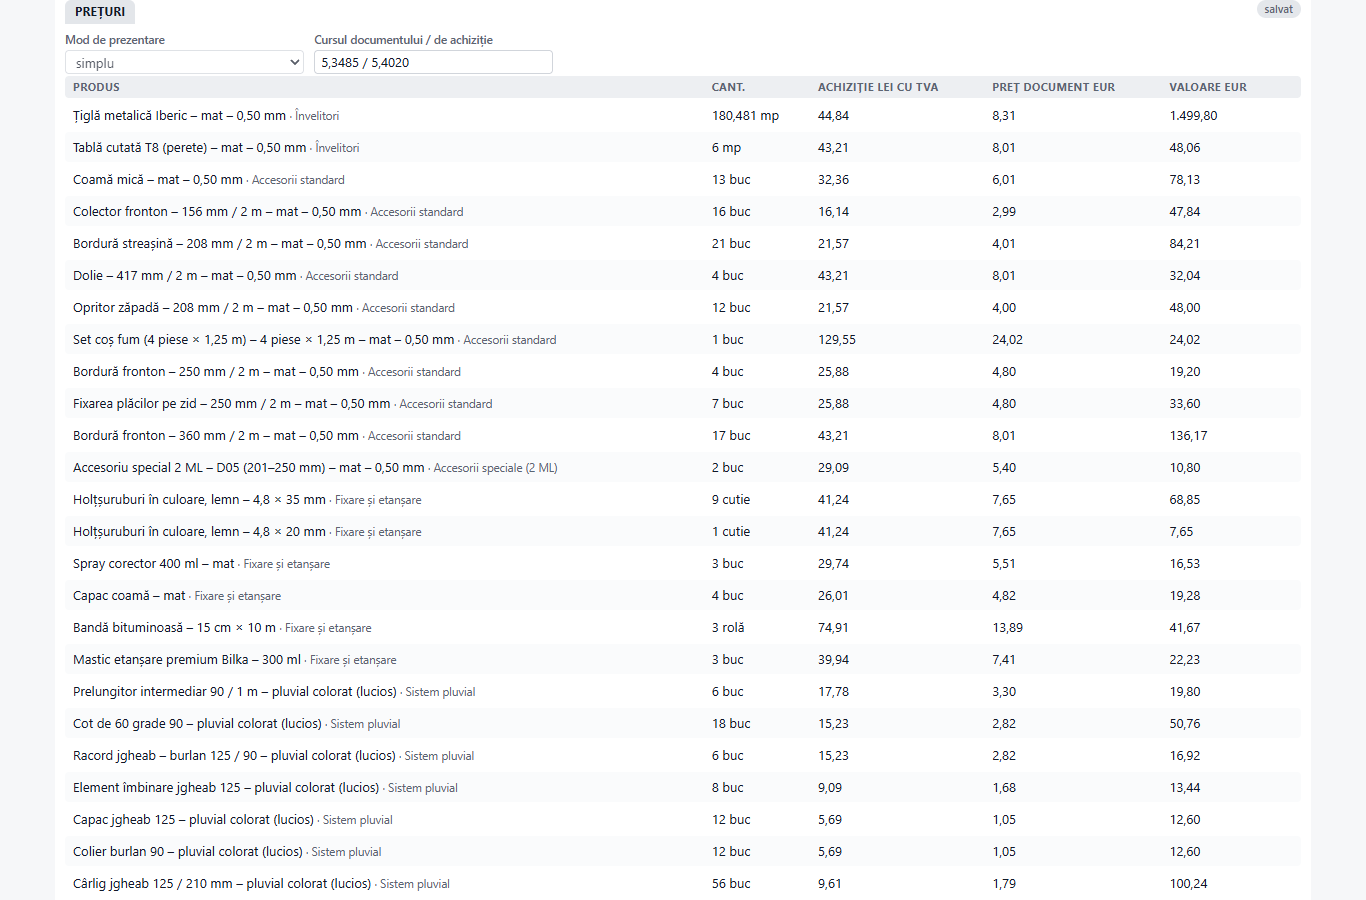 PREȚURI
salvat
Mod de prezentare
Cursul documentului / de achiziție
simplu
5,3485 / 5,4020
PRODUS CANT. ACHIZIȚIE LEI CU TVA PREȚ DOCUMENT EUR VALOARE EUR
Țiglă metalică Iberic – mat – 0,50 mm · Învelitori 180,481 mp 44,84 8,31 1.499,80
Tablă cutată T8 (perete) – mat – 0,50 mm · Învelitori 6 mp 43,21 8,01 48,06
Coamă mică – mat – 0,50 mm · Accesorii standard 13 buc 32,36 6,01 78,13
Colector fronton – 156 mm / 2 m – mat – 0,50 mm · Accesorii standard 16 buc 16,14 2,99 47,84
Bordură streașină – 208 mm / 2 m – mat – 0,50 mm · Accesorii standard 21 buc 21,57 4,01 84,21
Dolie – 417 mm / 2 m – mat – 0,50 mm · Accesorii standard 4 buc 43,21 8,01 32,04
Opritor zăpadă – 208 mm / 2 m – mat – 0,50 mm · Accesorii standard 12 buc 21,57 4,00 48,00
Set coș fum (4 piese × 1,25 m) – 4 piese × 1,25 m – mat – 0,50 mm · Accesorii standard 1 buc 129,55 24,02 24,02
Bordură fronton – 250 mm / 2 m – mat – 0,50 mm · Accesorii standard 4 buc 25,88 4,80 19,20
Fixarea plăcilor pe zid – 250 mm / 2 m – mat – 0,50 mm · Accesorii standard 7 buc 25,88 4,80 33,60
Bordură fronton – 360 mm / 2 m – mat – 0,50 mm · Accesorii standard 17 buc 43,21 8,01 136,17
Accesoriu special 2 ML – D05 (201–250 mm) – mat – 0,50 mm · Accesorii speciale (2 ML) 2 buc 29,09 5,40 10,80
Holțșuruburi în culoare, lemn – 4,8 × 35 mm · Fixare și etanșare 9 cutie 41,24 7,65 68,85
Holțșuruburi în culoare, lemn – 4,8 × 20 mm · Fixare și etanșare 1 cutie 41,24 7,65 7,65
Spray corector 400 ml – mat · Fixare și etanșare 3 buc 29,74 5,51 16,53
Capac coamă – mat · Fixare și etanșare 4 buc 26,01 4,82 19,28
Bandă bituminoasă – 15 cm × 10 m · Fixare și etanșare 3 rolă 74,91 13,89 41,67
Mastic etanșare premium Bilka – 300 ml · Fixare și etanșare 3 buc 39,94 7,41 22,23
Prelungitor intermediar 90 / 1 m – pluvial colorat (lucios) · Sistem pluvial 6 buc 17,78 3,30 19,80
Cot de 60 grade 90 – pluvial colorat (lucios) · Sistem pluvial 18 buc 15,23 2,82 50,76
Racord jgheab – burlan 125 / 90 – pluvial colorat (lucios) · Sistem pluvial 6 buc 15,23 2,82 16,92
Element îmbinare jgheab 125 – pluvial colorat (lucios) · Sistem pluvial 8 buc 9,09 1,68 13,44
Capac jgheab 125 – pluvial colorat (lucios) · Sistem pluvial 12 buc 5,69 1,05 12,60
Colier burlan 90 – pluvial colorat (lucios) · Sistem pluvial 12 buc 5,69 1,05 12,60
Cârlig jgheab 125 / 210 mm – pluvial colorat (lucios) · Sistem pluvial 56 buc 9,61 1,79 100,24